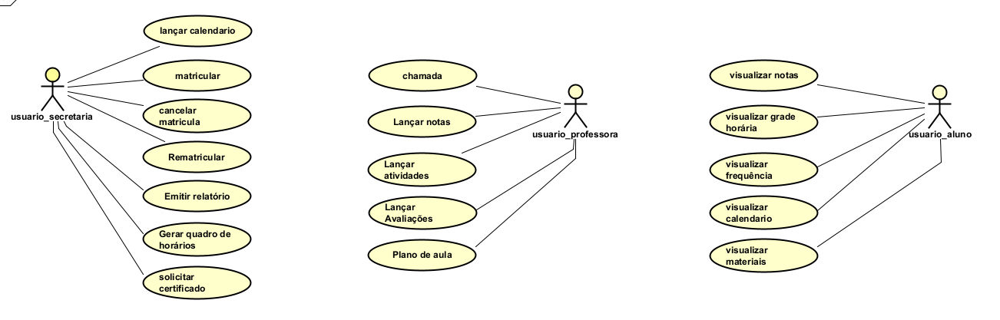 lançar calendario
matricular
cancelar
matricula
usuario_secretaria
Rematricular
Emitir relatório
Gerar quadro de
horários
solicitar
certificado
chamada
Lançar notas
usuario_professora
Lançar
atividades
Lançar
Avaliações
Plano de aula
visualizar notas
visualizar grade
horária
usuario_aluno
visualizar
frequência
visualizar
calendario
visualizar
materiais